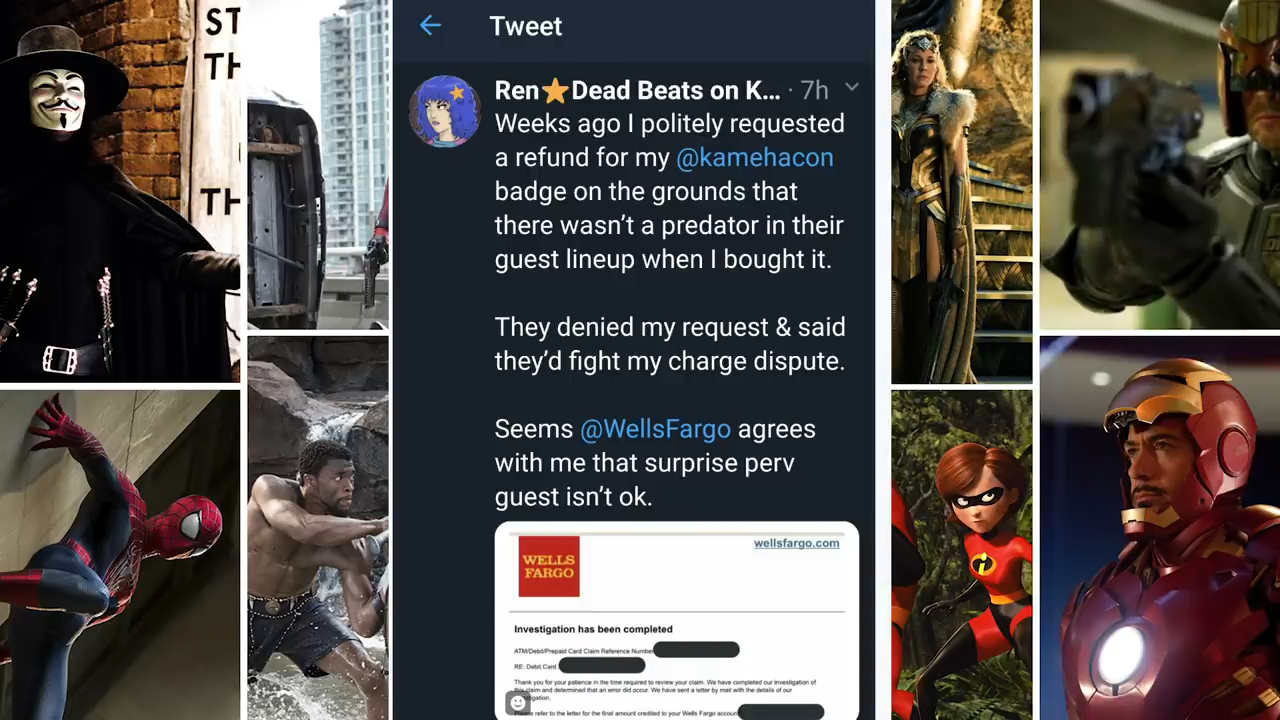 ST
TH
TH
Tweet
Ren⭐Dead Beats on K... · 7h
Weeks ago I politely requested
a refund for my @kamehacon
badge on the grounds that
there wasn't a predator in their
guest lineup when I bought it.
They denied my request & said
they'd fight my charge dispute.
Seems @WellsFargo agrees
with me that surprise perv
guest isn't ok.
WELLS
FARGO
wellsfargo.com
Investigation has been completed
ATM/Debit/Prepaid Card Claim Reference Number
RE: Debit Card
Thank you for your patience in the time required to review your claim. We have completed our investigation of
this claim and determined that an error did occur. We have sent a letter by mail with the details of our
refer to the letter for the final amount credited to your Wells Fargo account